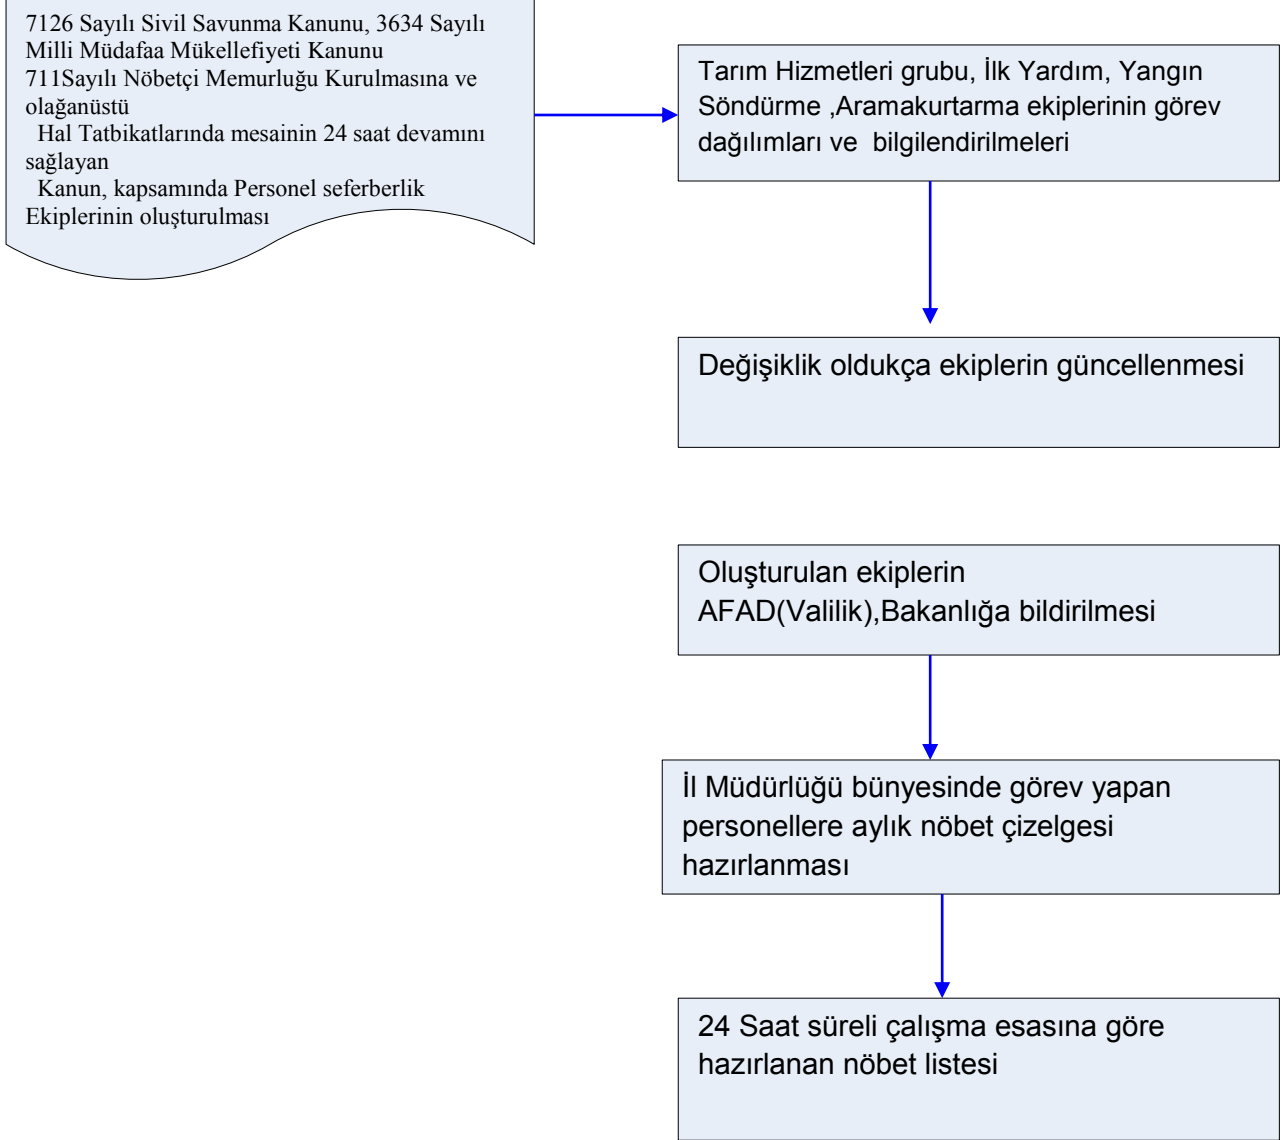 7126 Sayılı Sivil Savunma Kanunu, 3634 Sayılı
Milli Müdafaa Mükellefiyeti Kanunu
711Sayılı Nöbetçi Memurluğu Kurulmasına ve
olağanüstü
Hal Tatbikatlarında mesainin 24 saat devamını
sağlayan
Kanun, kapsamında Personel seferberlik
Ekiplerinin oluşturulması
Tarım Hizmetleri grubu, İlk Yardım, Yangın
Söndürme ,Aramakurtarma ekiplerinin görev
dağılımları ve bilgilendirilmeleri
Değişiklik oldukça ekiplerin güncellenmesi
Oluşturulan ekiplerin
AFAD(Valilik),Bakanlığa bildirilmesi
İl Müdürlüğü bünyesinde görev yapan
personellere aylık nöbet çizelgesi
hazırlanması
24 Saat süreli çalışma esasına göre
hazırlanan nöbet listesi